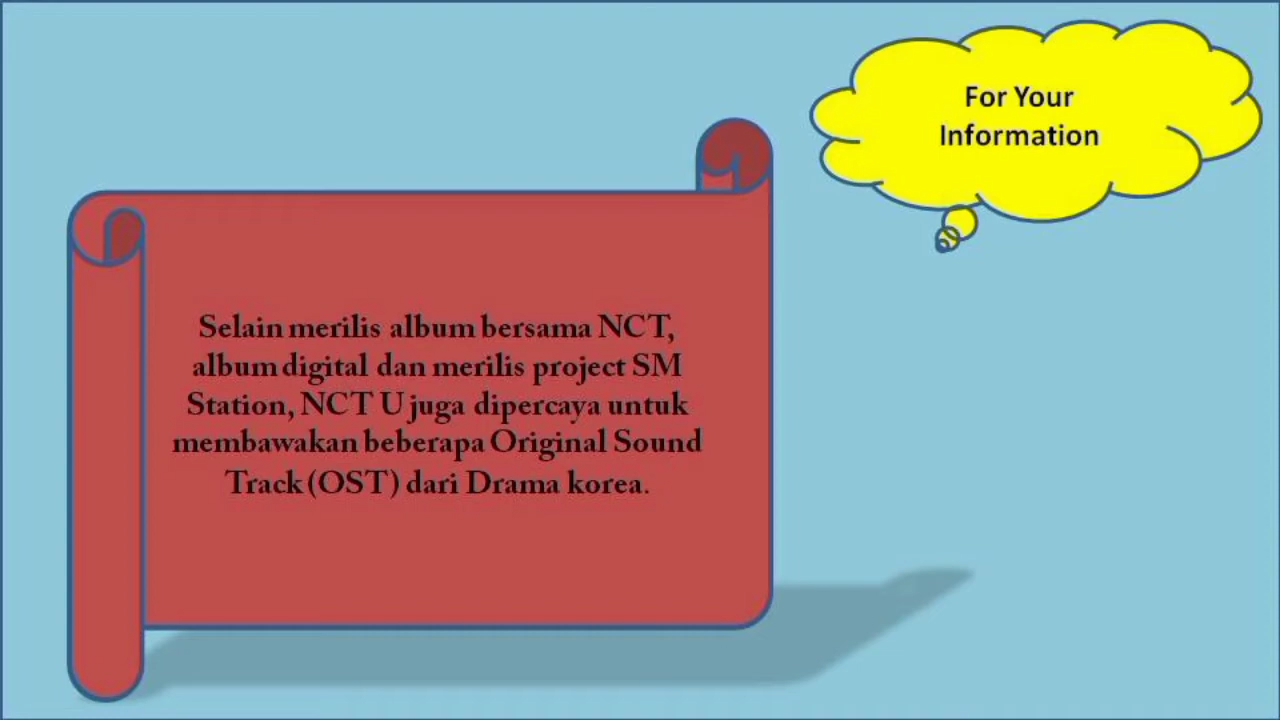 For Your
Information
Selain merilis album bersama NCT,
album digital dan merilis project SM
Station, NCT U juga dipercaya untuk
membawakan beberapa Original Sound
Track (OST) dari Drama korea.